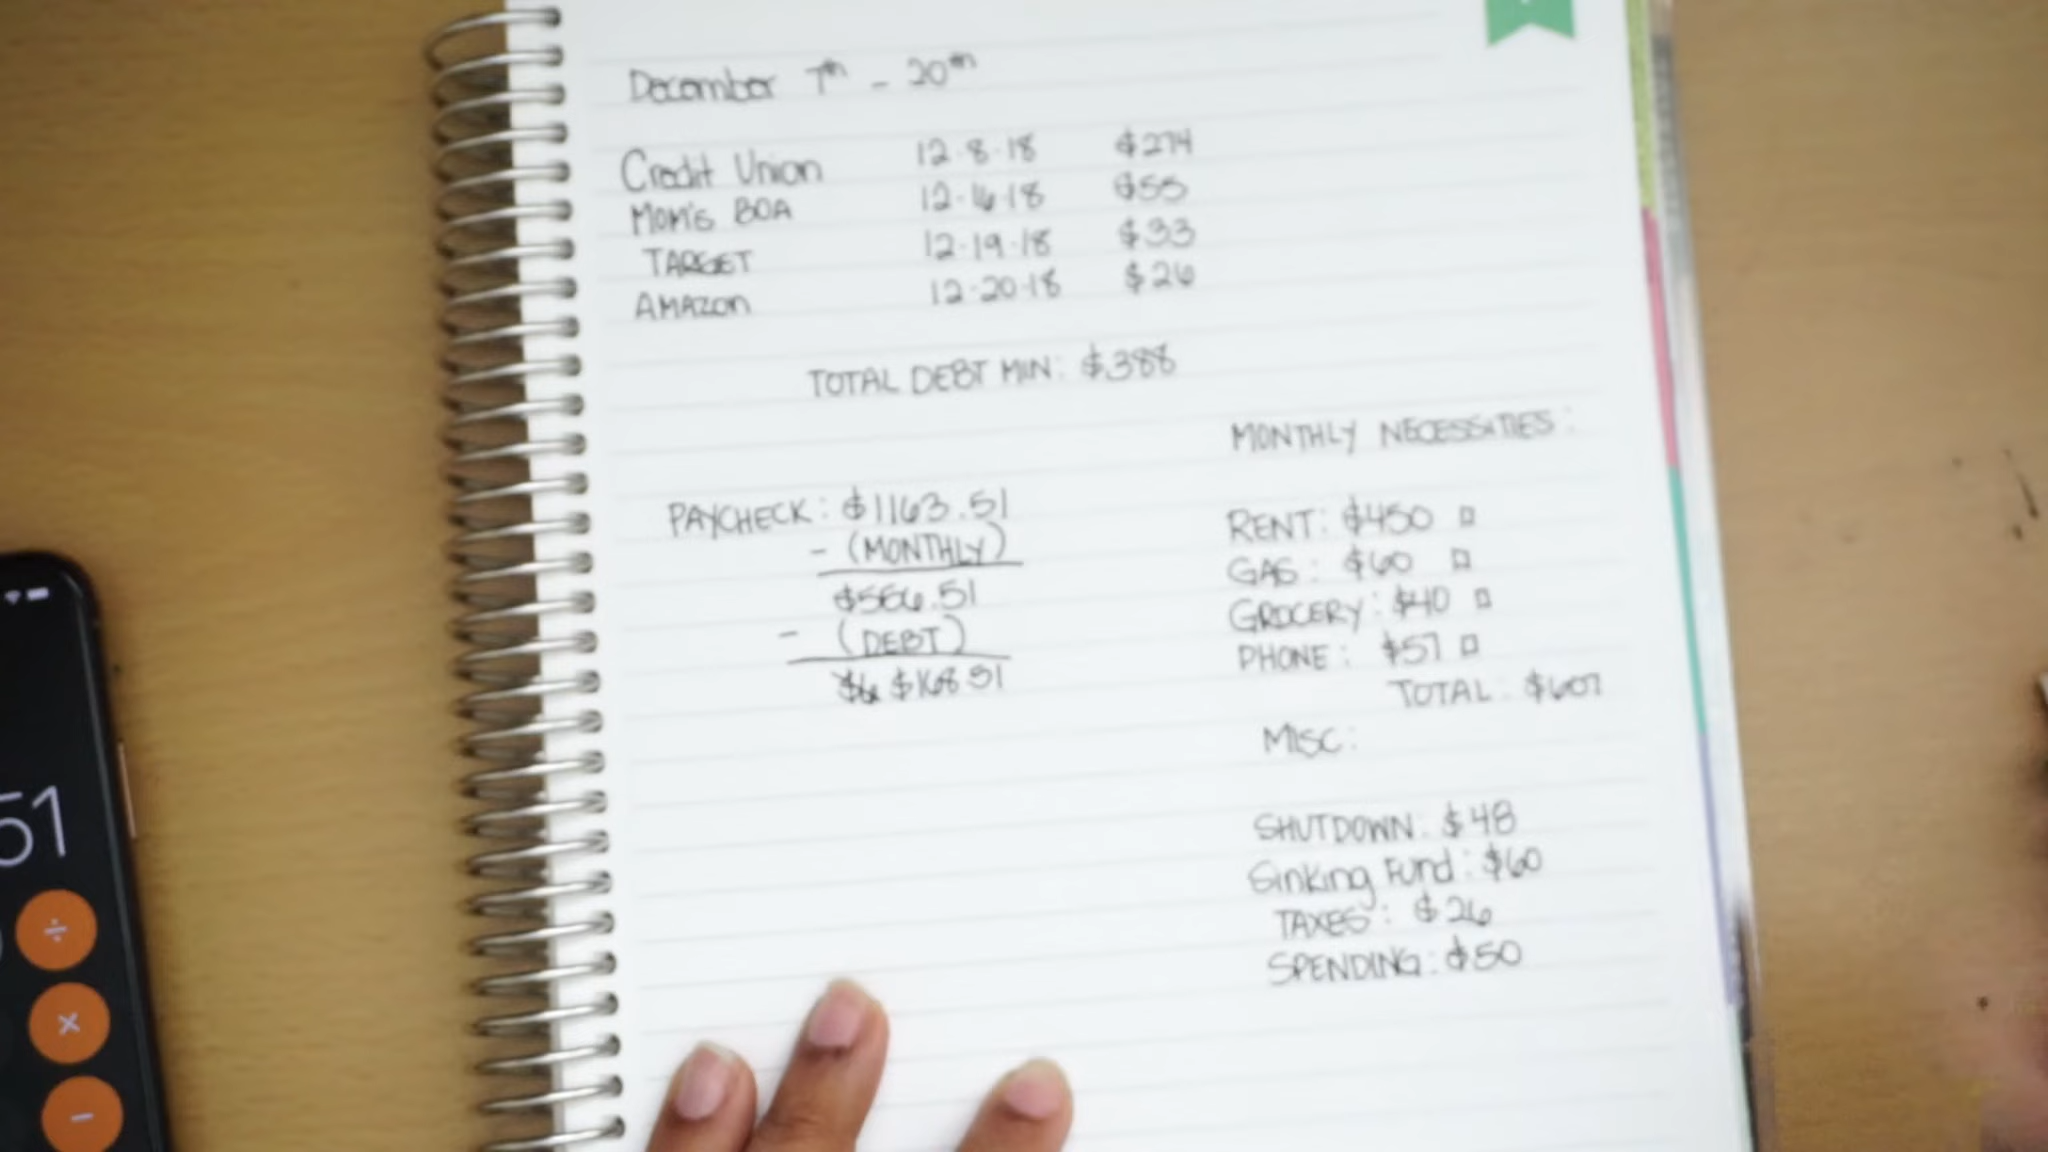 December 7th - 20th
Credit Union 12·8·18 $274
MOM'S BOA 12·16·18 $55
TARGET 12·19·18 $33
AMAZON 12·20·18 $26
TOTAL DEBT MIN: $388
MONTHLY NECESSITIES:
PAYCHECK: $1163.51
- (MONTHLY)
$556.51
- (DEBT)
$168.51
RENT: $450
GAS: $60
GROCERY: $40
PHONE: $57
TOTAL: $607
MISC:
SHUTDOWN: $48
Sinking Fund: $60
TAXES: $26
SPENDING: $50
51
÷
×
−